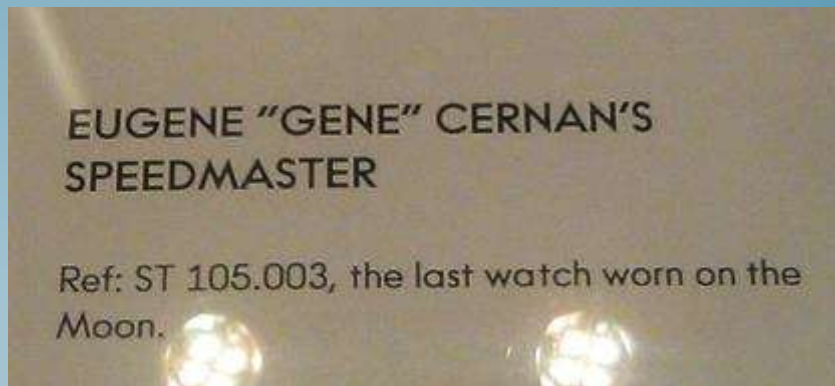 EUGENE "GENE" CERNAN'S
SPEEDMASTER
Ref: ST 105.003, the last watch worn on the
Moon.